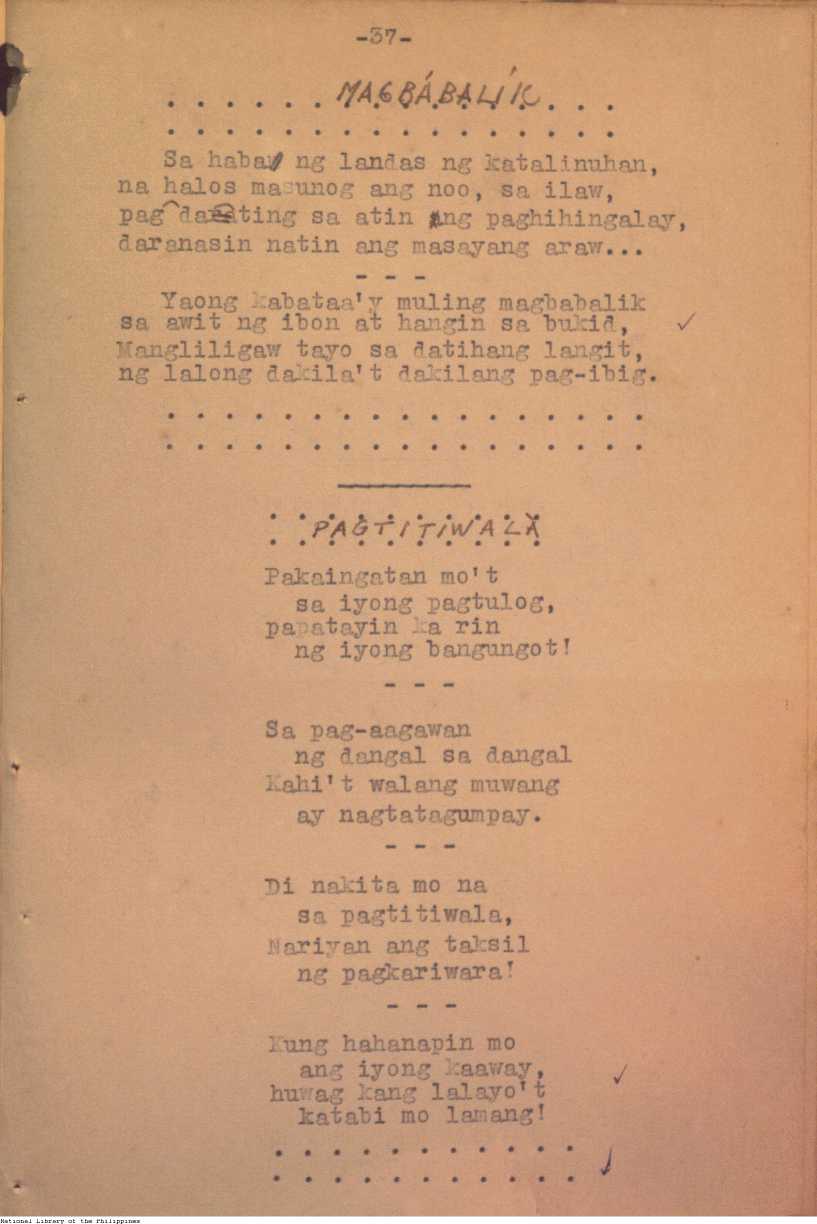 -37-
MAGBÁBALÍK
. . . . . . . . . . . . . . . .
Sa haba ng landas ng katalinuhan,
na halos masunog ang noo, sa ilaw,
pag dating sa atin ng paghihingalay,
daranasin natin ang masayang araw...
- - -
Yaong kabataa'y muling magbabalik
sa awit ng ibon at hangin sa bukid,
Mangliligaw tayo sa datihang langit,
ng lalong dakila't dakilang pag-ibig.
. . . . . . . . . . . . . . . . .
. . . . . . . . . . . . . . . . .
PAGTITIWALA
Pakaingatan mo't
sa iyong pagtulog,
papatayin ka rin
ng iyong bangungot!
- - -
Sa pag-aagawan
ng dangal sa dangal
Kahi't walang muwang
ay nagtatagumpay.
- - -
Di nakita mo na
sa pagtitiwala,
Nariyan ang taksil
ng pagkariwara!
- - -
Kung hahanapin mo
ang iyong kaaway,
huwag kang lalayo't
katabi mo lamang!
. . . . . . . . . . .
. . . . . . . . . . .
National Library of the Philippines